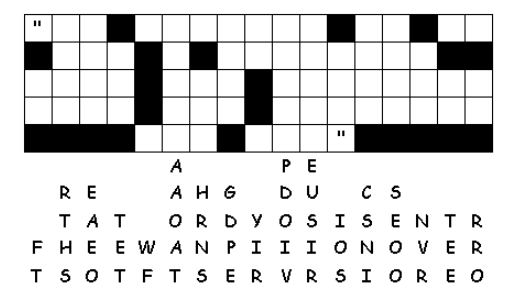 "
"
A P E
R E A H G D U C S
T A T O R D Y O S I S E N T R
F H E E W A N P I I I O N O V E R
T S O T F T S E R V R S I O R E O